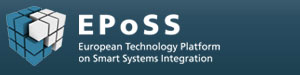 EPoSS
European Technology Platform
on Smart Systems Integration